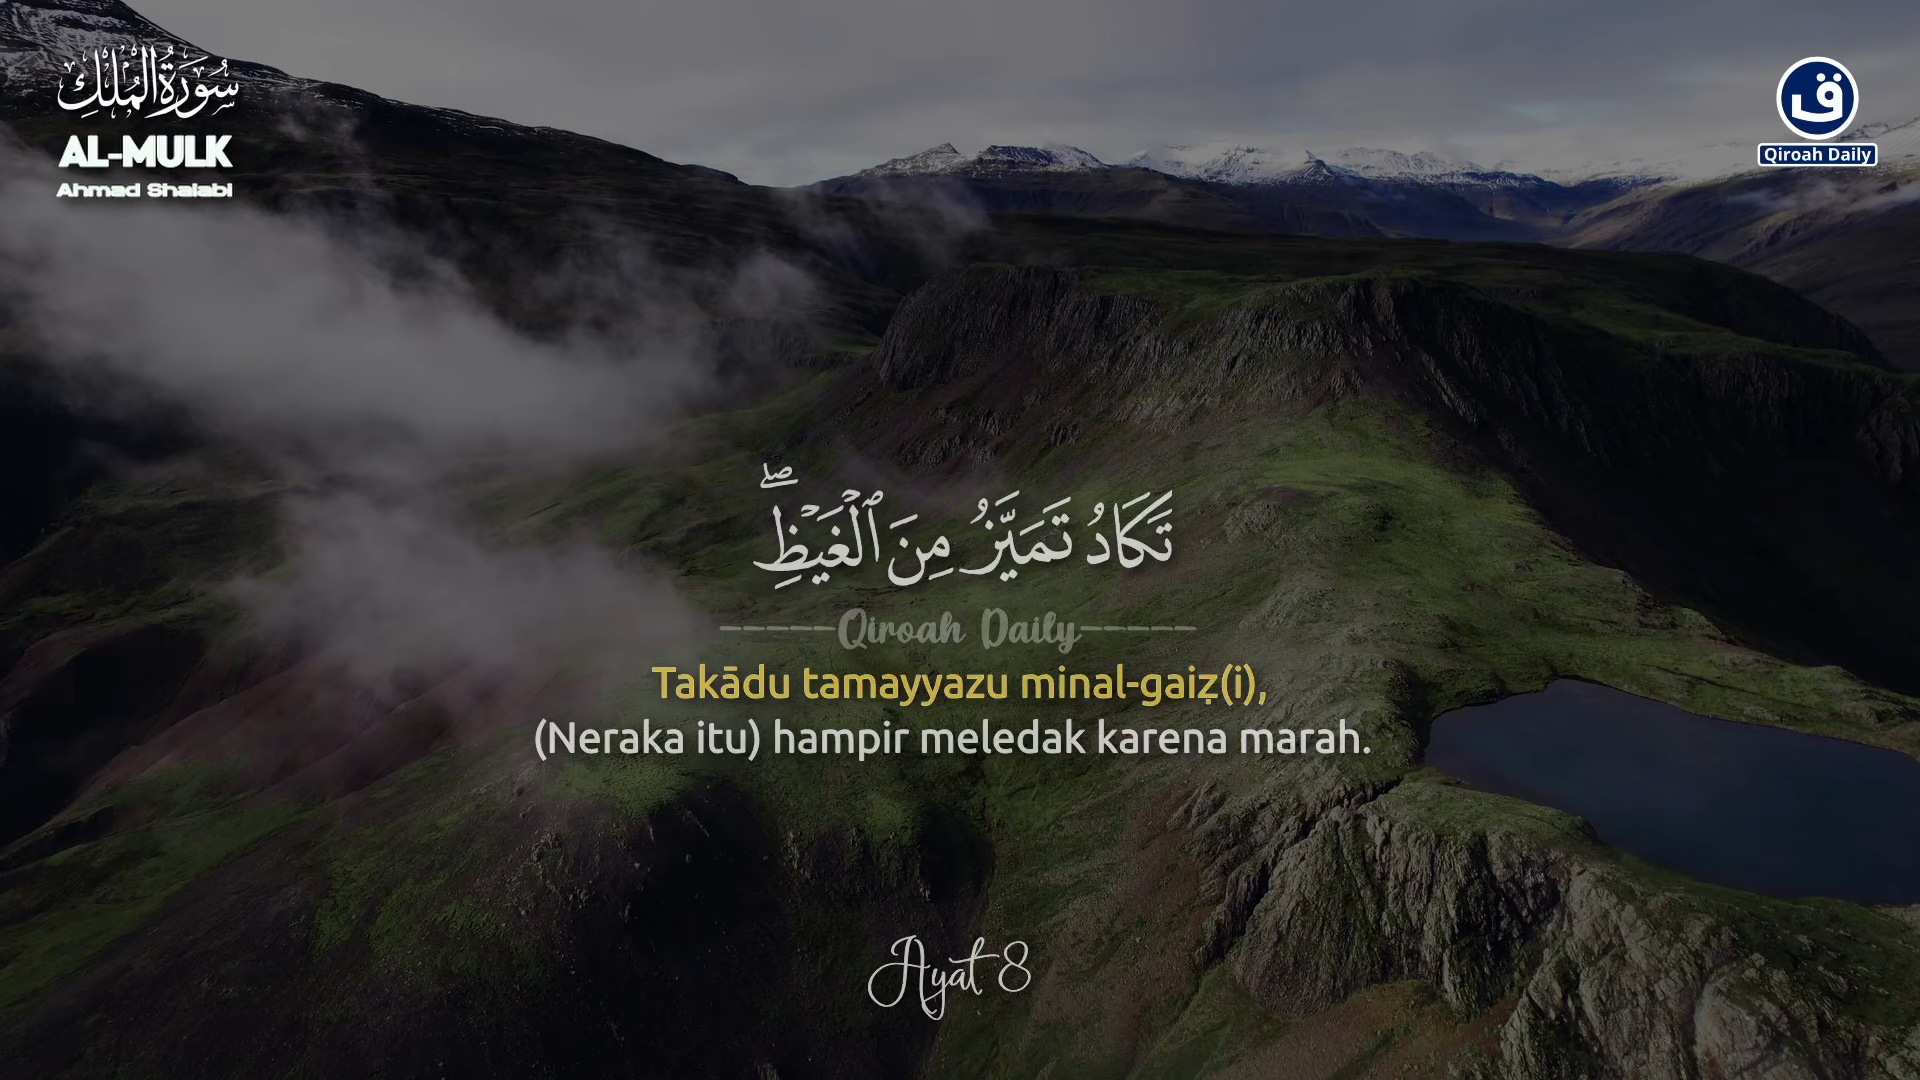 سُورَةُ الْمُلْكِ
AL-MULK
Ahmad Shalabi
ق
Qiroah Daily
تَكَادُ تَمَيَّزُ مِنَ ٱلْغَيْظِۖ
-----Qiroah Daily-----
Takādu tamayyazu minal-gaiẓ(i),
(Neraka itu) hampir meledak karena marah.
Ayat 8